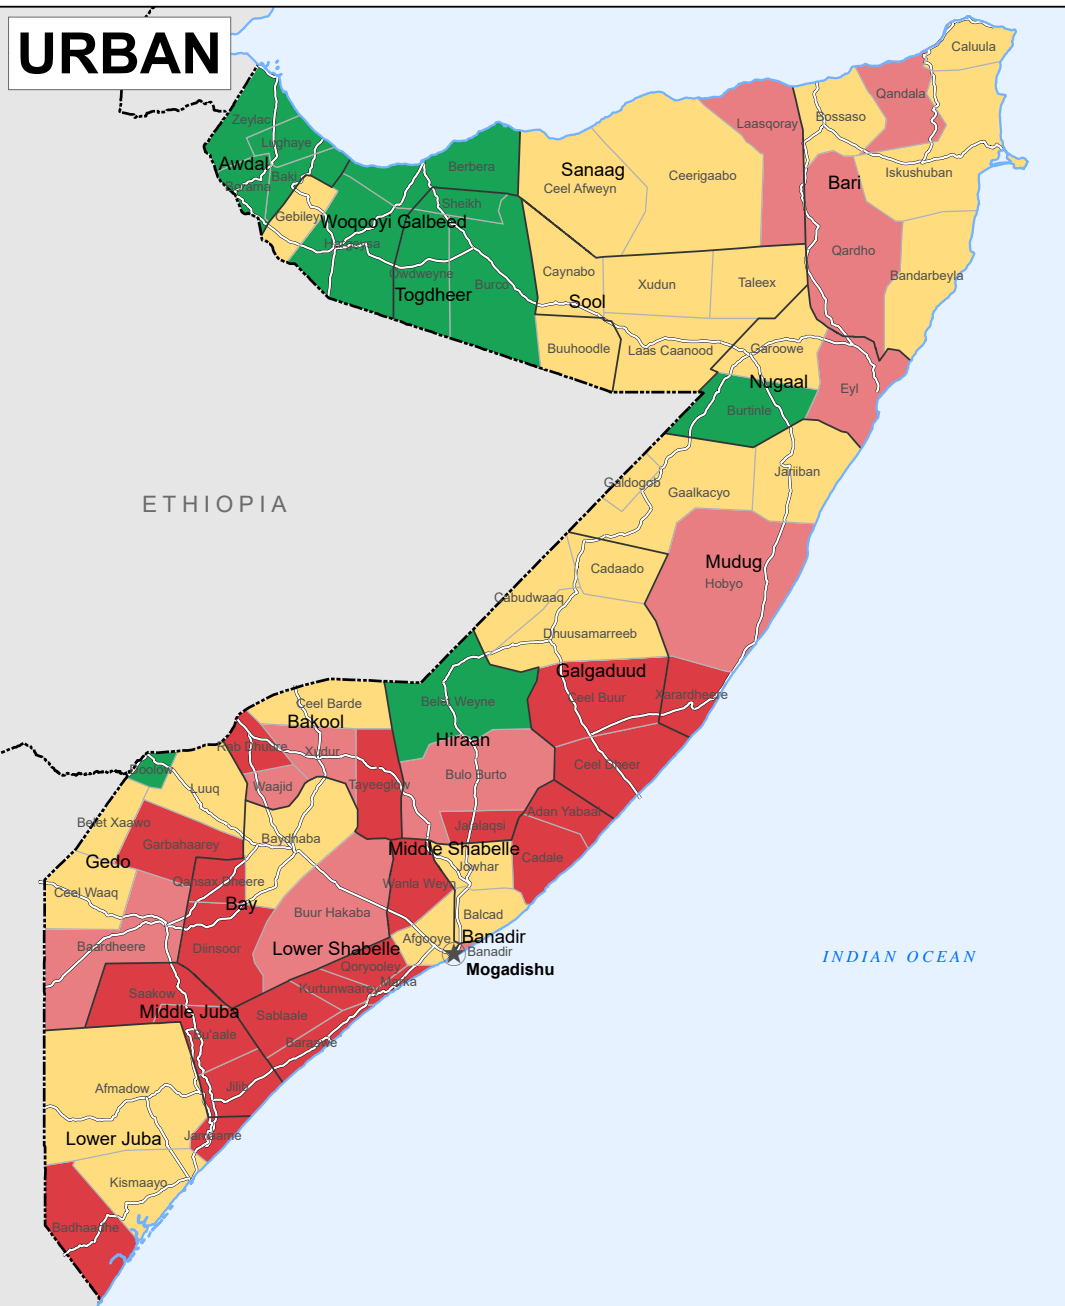 URBAN
Caluula
Qandala
Bossaso
Zeylac
Laasqoray
Lughaye
Awdal
Berbera
Sanaag
Iskushuban
Baki
Ceerigaabo
Bari
Borama
Ceel Afweyn
Sheikh
Gebiley
Woqooyi Galbeed
Hargeysa
Qardho
Owdweyne
Caynabo
Bandarbeyla
Burco
Xudun
Taleex
Togdheer
Sool
Buuhoodle
Laas Caanood
Garoowe
Nugaal
Eyl
Burtinle
Jariiban
Galdogob
Gaalkacyo
ETHIOPIA
Mudug
Cadaado
Hobyo
Cabudwaaq
Dhuusamarreeb
Galgaduud
Ceel Buur
Xarardheere
Ceel Barde
Belet Weyne
Bakool
Hiraan
Rab Dhuure
Xudur
Doolow
Ceel Dheer
Bulo Burto
Luuq
Waajid
Tayeeglow
Adan Yabaal
Belet Xaawo
Jalalaqsi
Garbahaarey
Baydhaba
Middle Shabelle
Cadale
Gedo
Jowhar
Qansax Dheere
Wanla Weyn
Ceel Waaq
Bay
Buur Hakaba
Balcad
Baardheere
Diinsoor
Lower Shabelle
Afgooye
Banadir
Banadir
INDIAN OCEAN
Qoryooley
Mogadishu
Saakow
Kurtunwaarey
Marka
Middle Juba
Sablaale
Bu'aale
Baraawe
Afmadow
Jilib
Lower Juba
Jamaame
Kismaayo
Badhaadhe